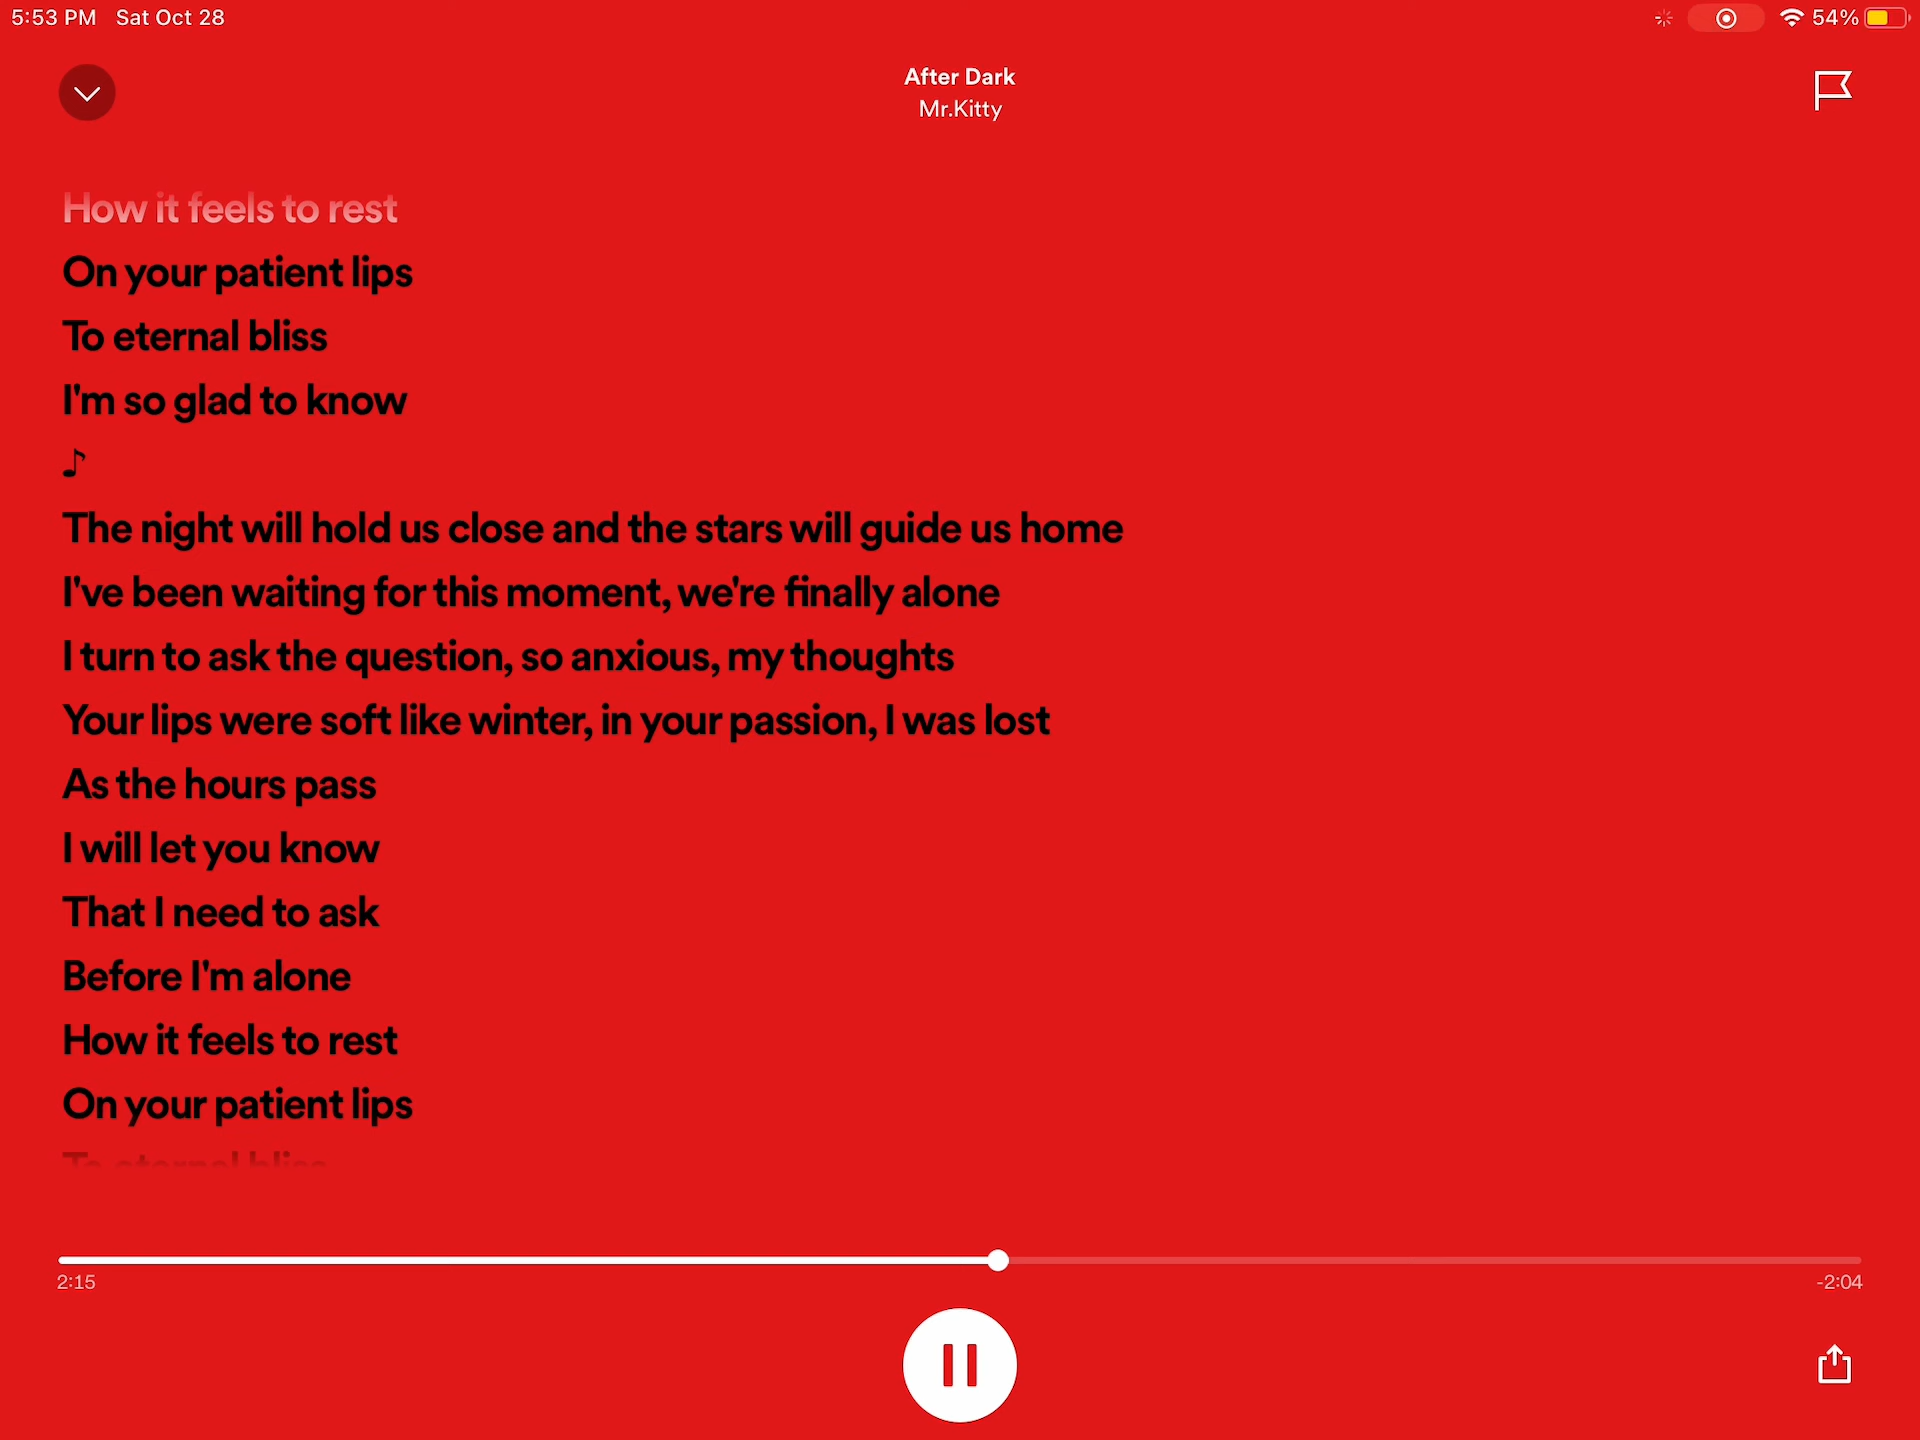 5:53 PM Sat Oct 28 54%
After Dark
Mr.Kitty
How it feels to rest
On your patient lips
To eternal bliss
I'm so glad to know
♪
The night will hold us close and the stars will guide us home
I've been waiting for this moment, we're finally alone
I turn to ask the question, so anxious, my thoughts
Your lips were soft like winter, in your passion, I was lost
As the hours pass
I will let you know
That I need to ask
Before I'm alone
How it feels to rest
On your patient lips
To eternal bliss
2:15 -2:04